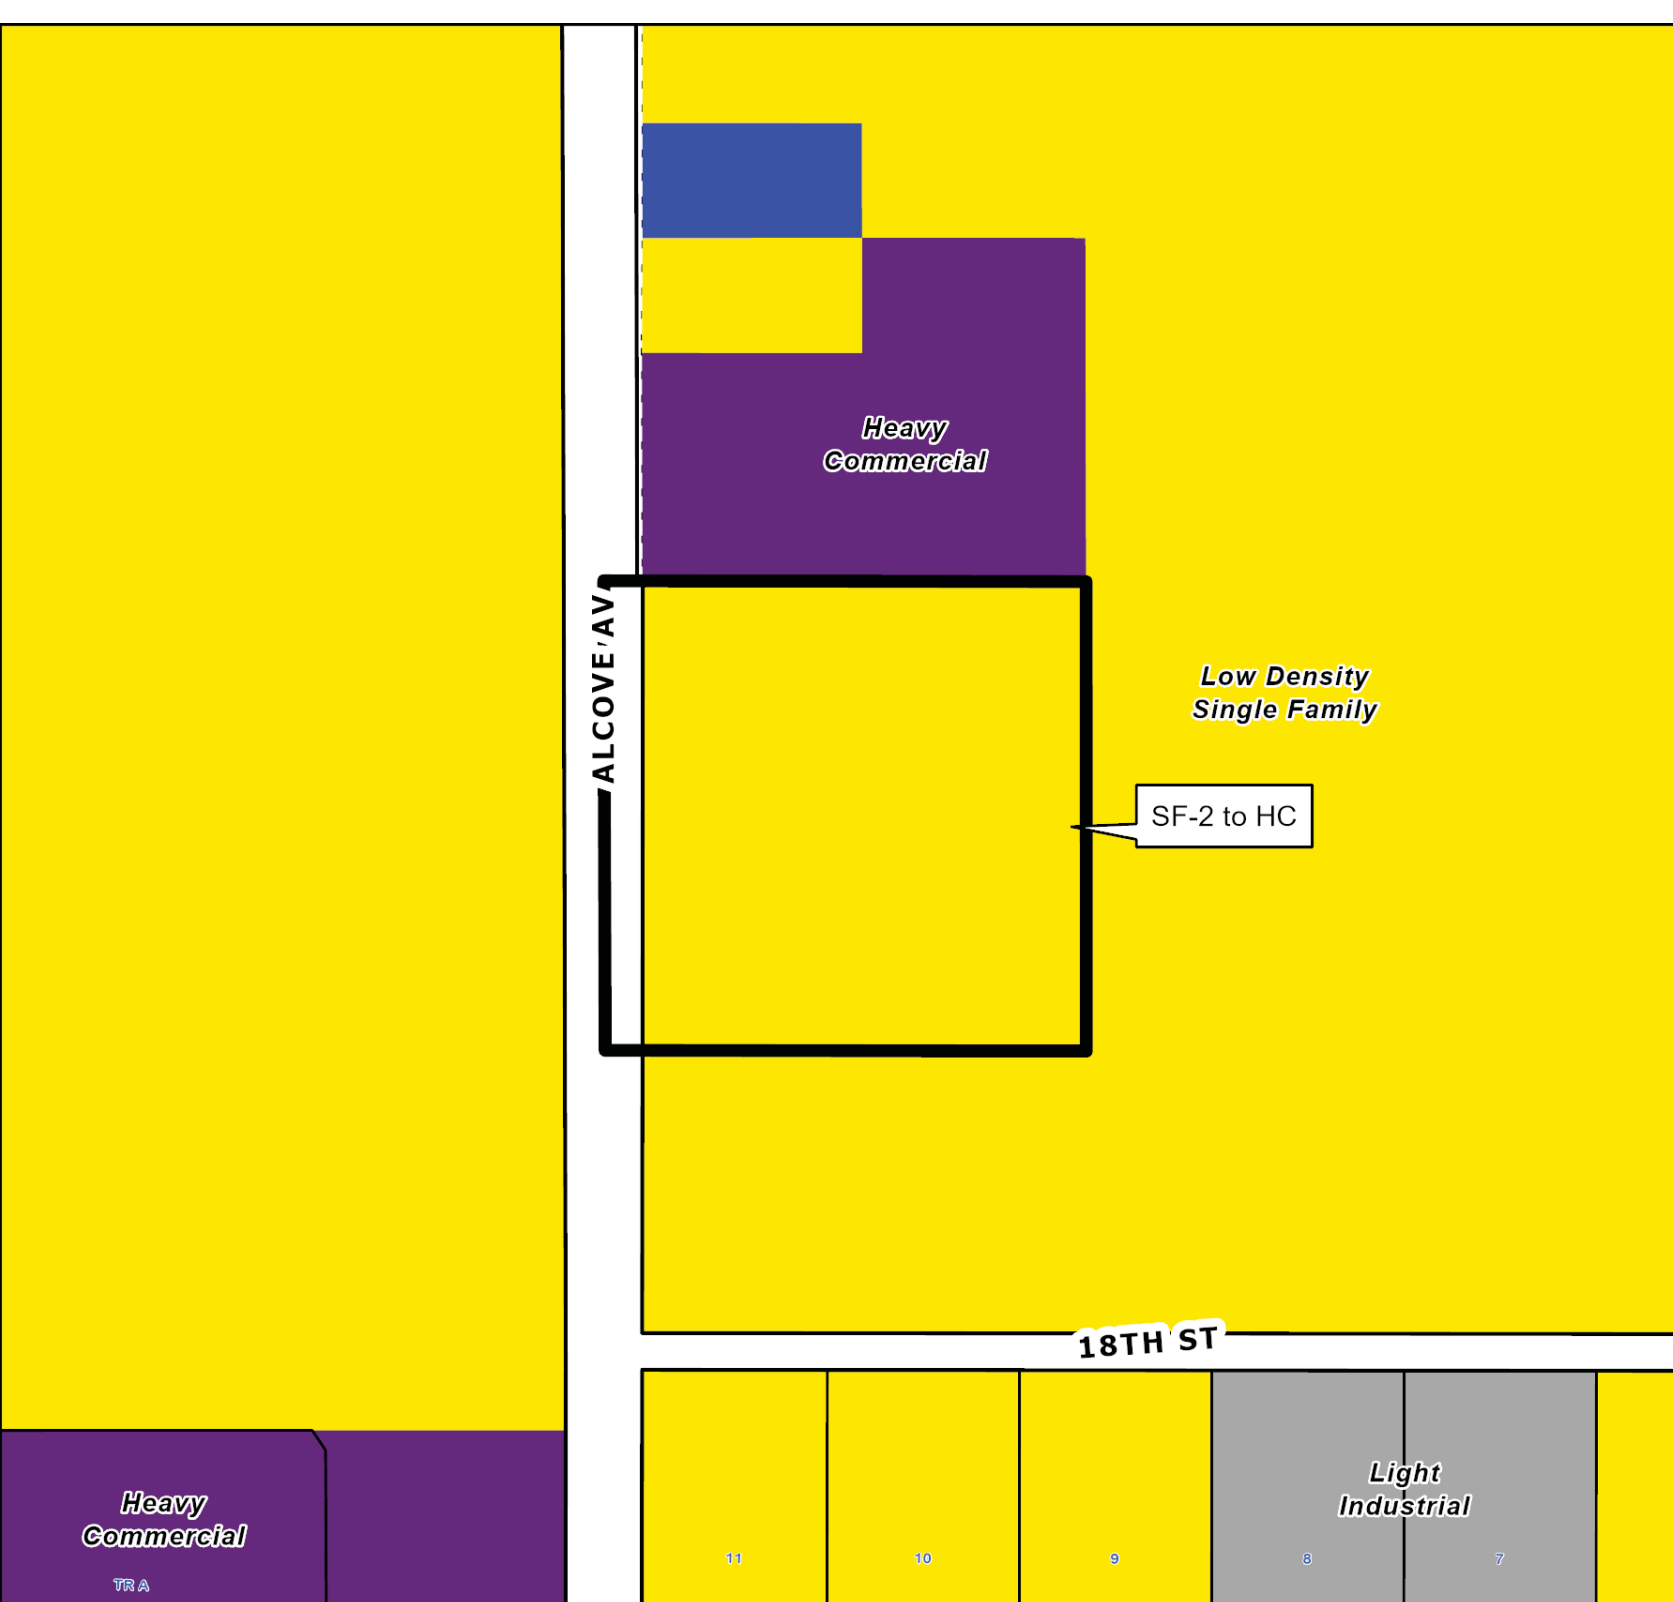 Heavy
Commercial
ALCOVE AV
Low Density
Single Family
SF-2 to HC
18TH ST
Heavy
Commercial
TR A
Light
Industrial
11
10
9
8
7